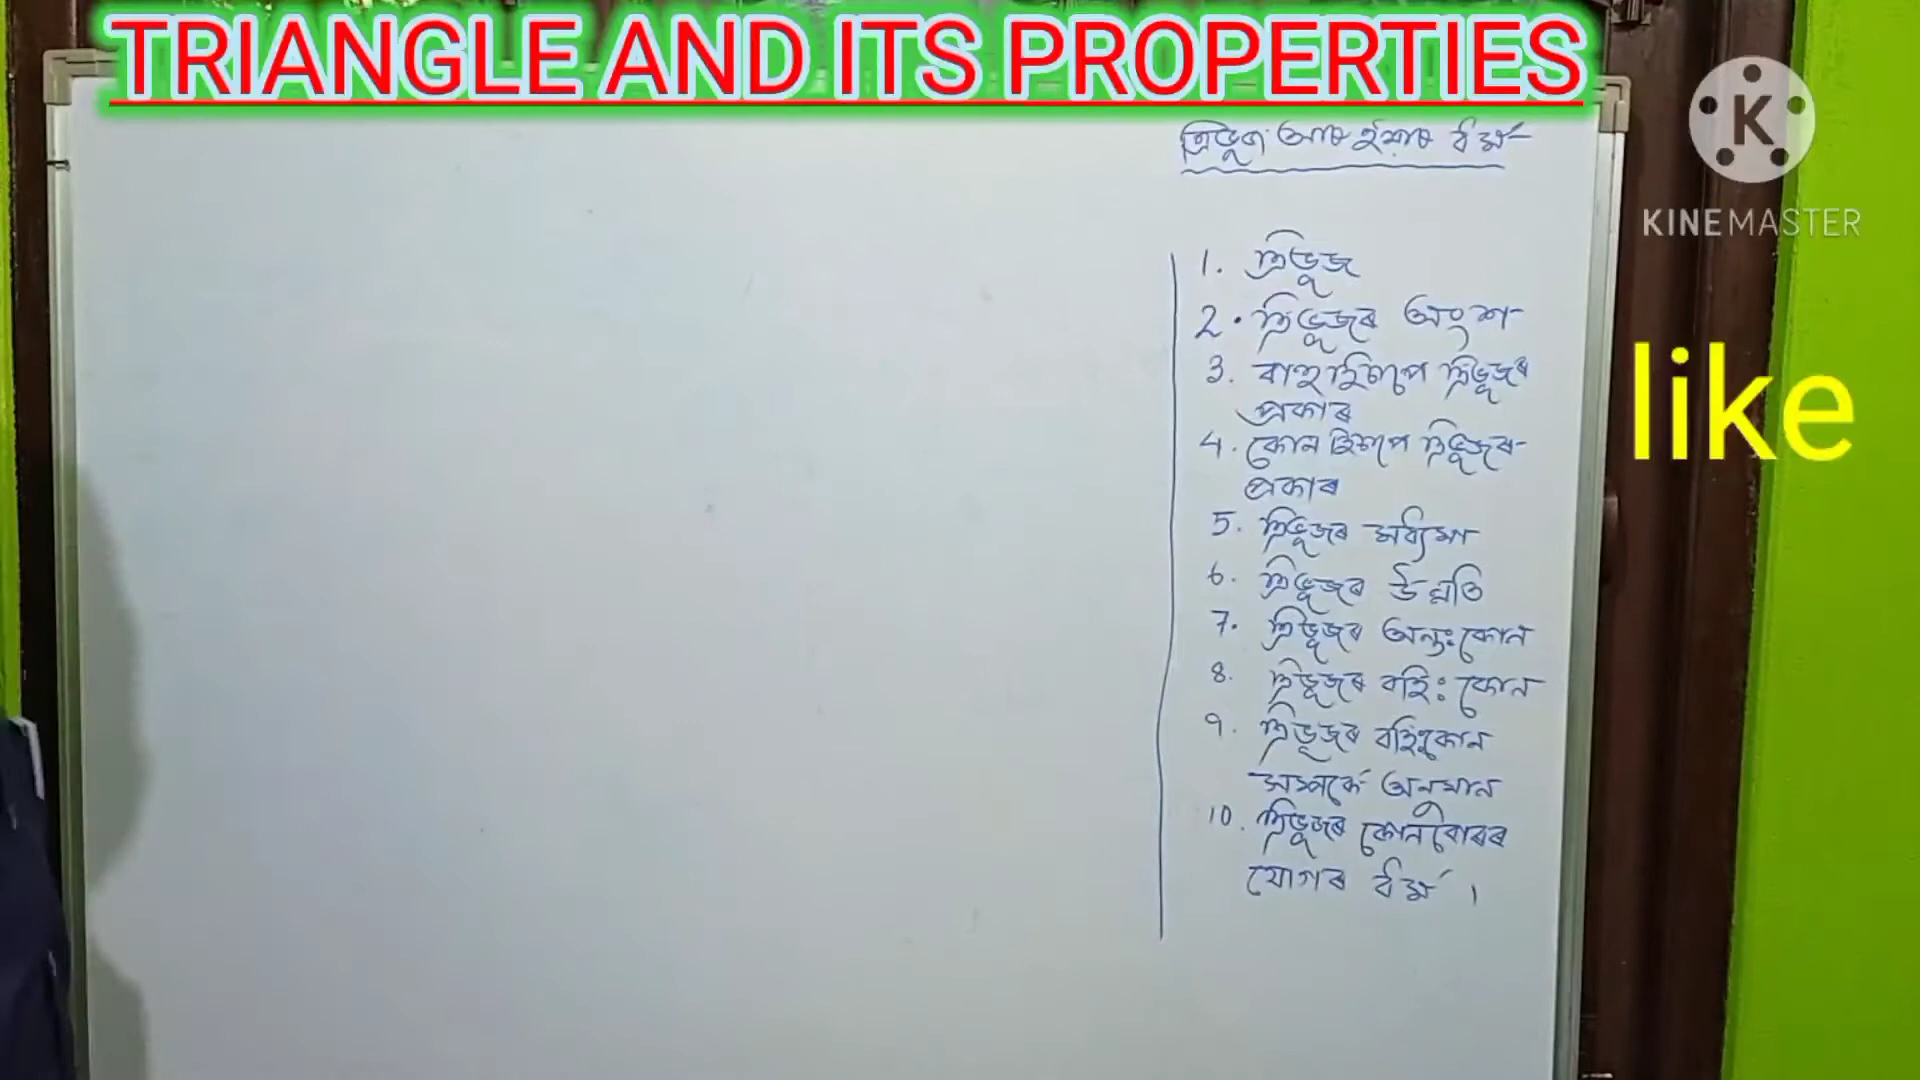 TRIANGLE AND ITS PROPERTIES
ত্ৰিভূজ আৰু ইয়াৰ ধৰ্ম
KINEMASTER
1. ত্ৰিভূজ
2. ত্ৰিভূজৰ অংশ
3. বাহু হিচাপে ত্ৰিভূজৰ
প্ৰকাৰ
4. কোন হিচাপে ত্ৰিভূজৰ
প্ৰকাৰ
5. ত্ৰিভূজৰ মধ্যমা
6. ত্ৰিভূজৰ উন্নতি
7. ত্ৰিভূজৰ অন্তঃকোন
8. ত্ৰিভূজৰ বহিঃকোন
9. ত্ৰিভূজৰ বহিঃকোন
সম্পৰ্কে অনুমান
10. ত্ৰিভূজৰ কোনবোৰৰ
যোগৰ ধৰ্ম।
like